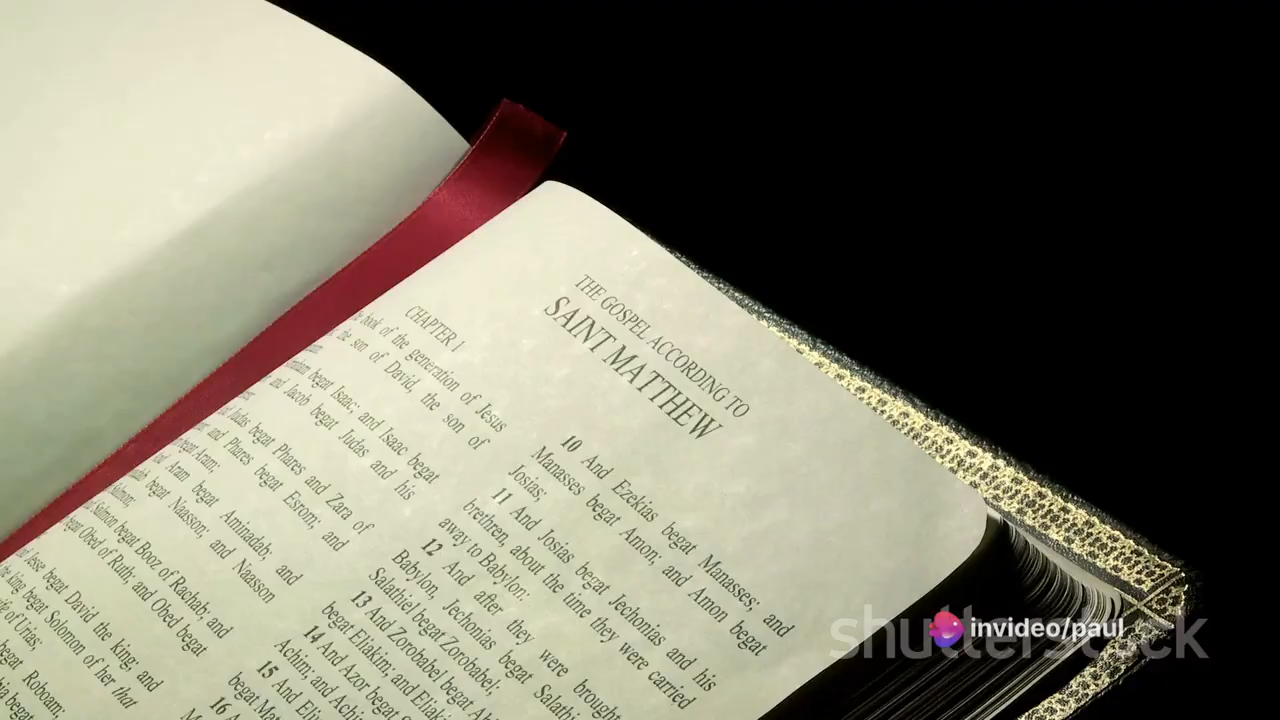 THE GOSPEL ACCORDING TO
SAINT MATTHEW
CHAPTER 1
book of the generation of Jesus
the son of David, the son of
begat Isaac; and Isaac begat
and Jacob begat Judas and his
Judas begat Phares and Zara of
and Phares begat Esrom; and
begat Aram;
Aram begat Aminadab; and
begat Naasson; and Naasson
Salmon;
Salmon begat Booz of Rachab; and
begat Obed of Ruth; and Obed begat
Jesse begat David the king; and
king begat Solomon of her that
of Urias;
begat Roboam;
10 And Ezekias begat Manasses; and
Manasses begat Amon; and Amon begat
Josias;
11 And Josias begat Jechonias and his
brethren, about the time they were carried
away to Babylon:
12 And after they were brought
Babylon, Jechonias begat
Salathiel begat Zorobabel;
13 And Zorobabel begat
begat Eliakim; and Eliakim
14 And Azor begat
Achim; and Achim
15 And
begat
16
shutterstock
invideo/paul